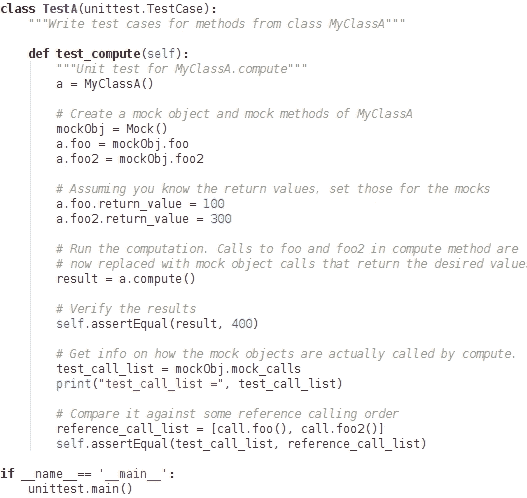 class TestA(unittest.TestCase):
"""Write test cases for methods from class MyClassA"""
def test_compute(self):
"""Unit test for MyClassA.compute"""
a = MyClassA()
# Create a mock object and mock methods of MyClassA
mockObj = Mock()
a.foo = mockObj.foo
a.foo2 = mockObj.foo2
# Assuming you know the return values, set those for the mocks
a.foo.return_value = 100
a.foo2.return_value = 300
# Run the computation. Calls to foo and foo2 in compute method are
# now replaced with mock object calls that return the desired value
result = a.compute()
# Verify the results
self.assertEqual(result, 400)
# Get info on how the mock objects are actually called by compute.
test_call_list = mockObj.mock_calls
print("test_call_list =", test_call_list)
# Compare it against some reference calling order
reference_call_list = [call.foo(), call.foo2()]
self.assertEqual(test_call_list, reference_call_list)
if __name__== '__main__':
unittest.main()